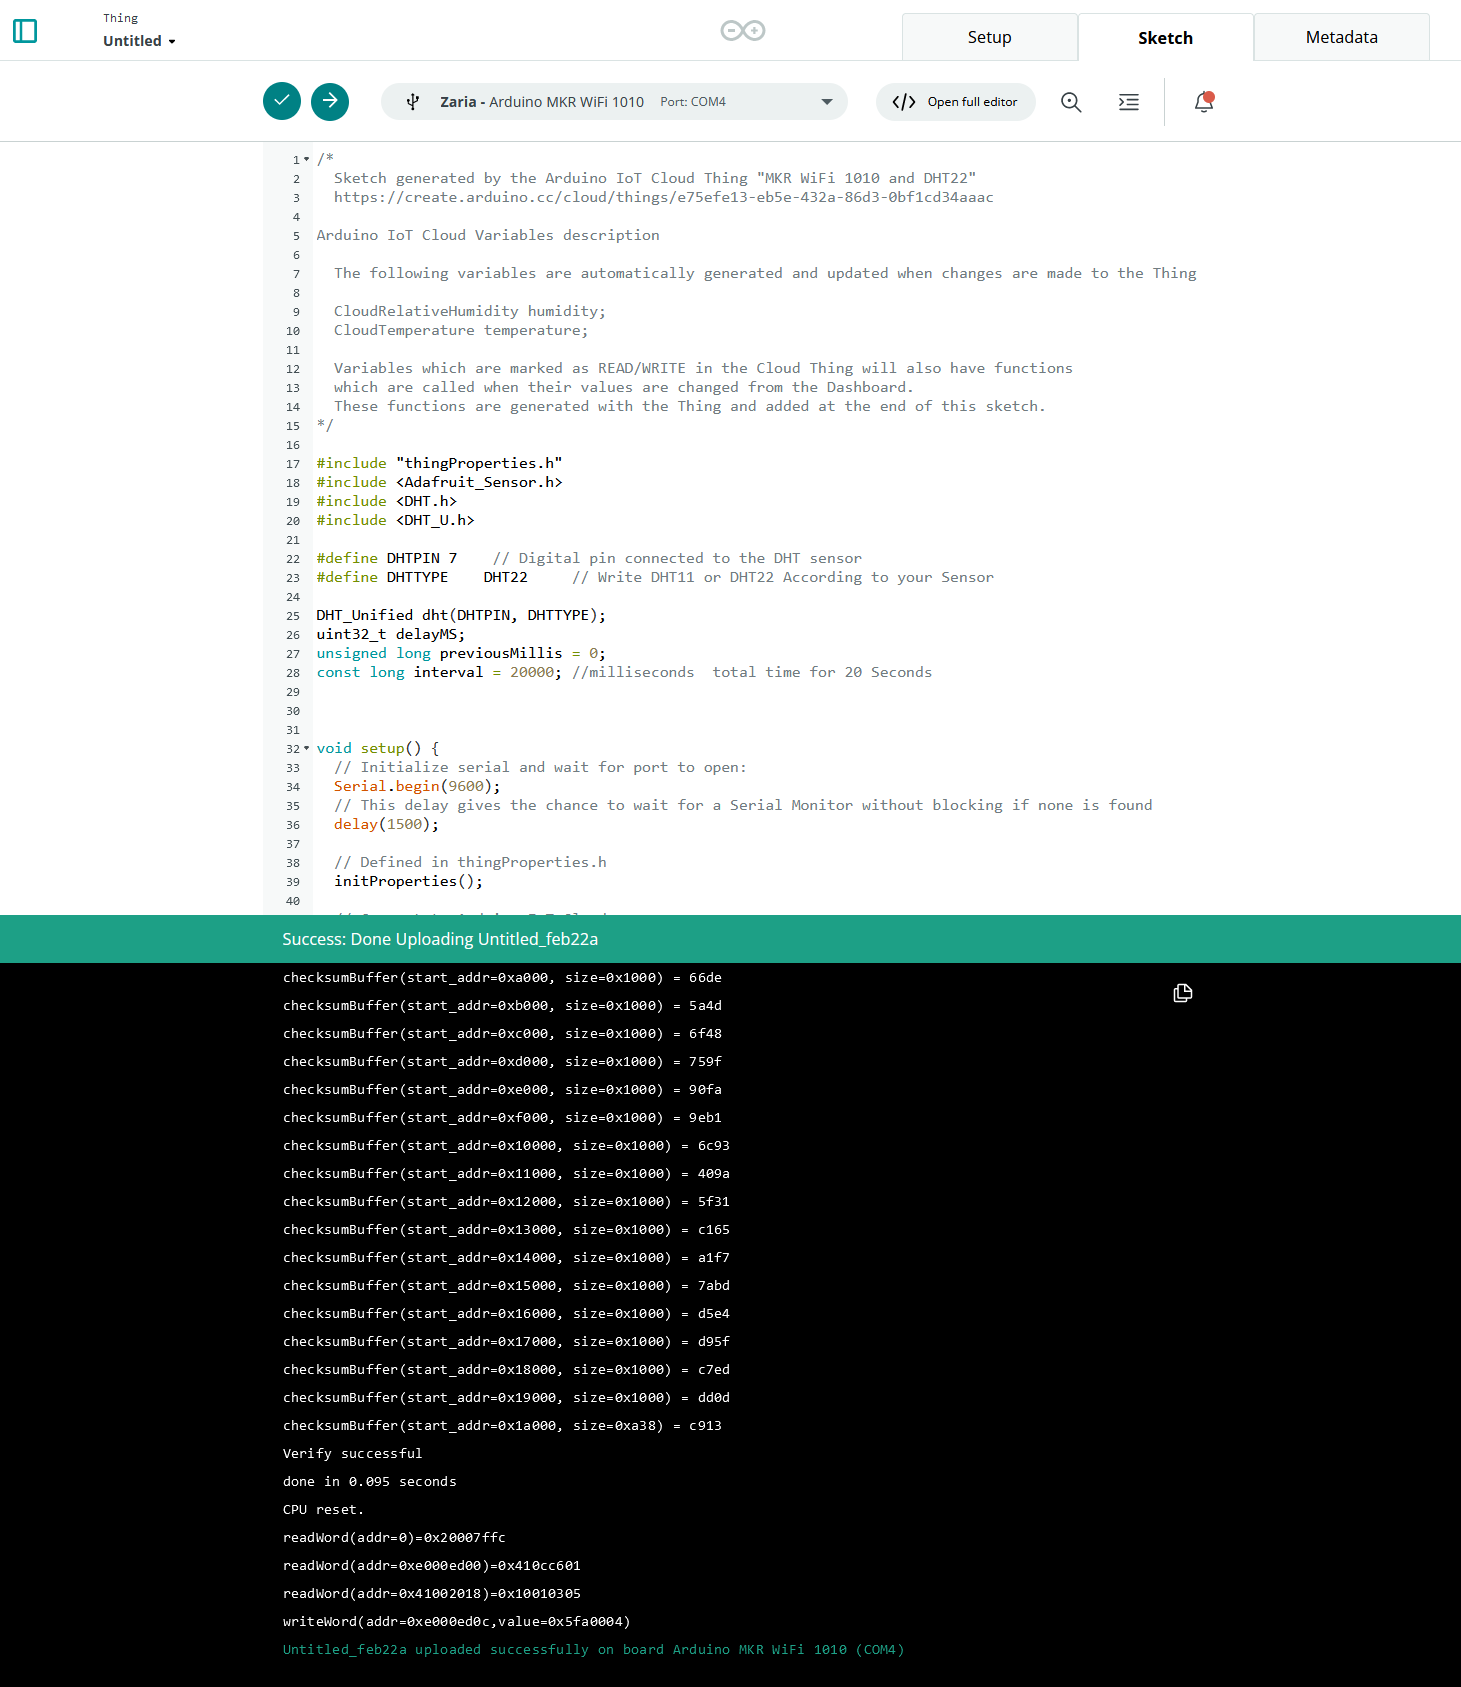 Thing
Untitled
Setup
Sketch
Metadata
Zaria - Arduino MKR WiFi 1010 Port: COM4
</> Open full editor
1 /*
2 Sketch generated by the Arduino IoT Cloud Thing "MKR WiFi 1010 and DHT22"
3 https://create.arduino.cc/cloud/things/e75efe13-eb5e-432a-86d3-0bf1cd34aaac
4
5 Arduino IoT Cloud Variables description
6
7 The following variables are automatically generated and updated when changes are made to the Thing
8
9 CloudRelativeHumidity humidity;
10 CloudTemperature temperature;
11
12 Variables which are marked as READ/WRITE in the Cloud Thing will also have functions
13 which are called when their values are changed from the Dashboard.
14 These functions are generated with the Thing and added at the end of this sketch.
15 */
16
17 #include "thingProperties.h"
18 #include <Adafruit_Sensor.h>
19 #include <DHT.h>
20 #include <DHT_U.h>
21
22 #define DHTPIN 7 // Digital pin connected to the DHT sensor
23 #define DHTTYPE DHT22 // Write DHT11 or DHT22 According to your Sensor
24
25 DHT_Unified dht(DHTPIN, DHTTYPE);
26 uint32_t delayMS;
27 unsigned long previousMillis = 0;
28 const long interval = 20000; //milliseconds total time for 20 Seconds
29
30
31
32 void setup() {
33 // Initialize serial and wait for port to open:
34 Serial.begin(9600);
35 // This delay gives the chance to wait for a Serial Monitor without blocking if none is found
36 delay(1500);
37
38 // Defined in thingProperties.h
39 initProperties();
40
Success: Done Uploading Untitled_feb22a
checksumBuffer(start_addr=0xa000, size=0x1000) = 66de
checksumBuffer(start_addr=0xb000, size=0x1000) = 5a4d
checksumBuffer(start_addr=0xc000, size=0x1000) = 6f48
checksumBuffer(start_addr=0xd000, size=0x1000) = 759f
checksumBuffer(start_addr=0xe000, size=0x1000) = 90fa
checksumBuffer(start_addr=0xf000, size=0x1000) = 9eb1
checksumBuffer(start_addr=0x10000, size=0x1000) = 6c93
checksumBuffer(start_addr=0x11000, size=0x1000) = 409a
checksumBuffer(start_addr=0x12000, size=0x1000) = 5f31
checksumBuffer(start_addr=0x13000, size=0x1000) = c165
checksumBuffer(start_addr=0x14000, size=0x1000) = a1f7
checksumBuffer(start_addr=0x15000, size=0x1000) = 7abd
checksumBuffer(start_addr=0x16000, size=0x1000) = d5e4
checksumBuffer(start_addr=0x17000, size=0x1000) = d95f
checksumBuffer(start_addr=0x18000, size=0x1000) = c7ed
checksumBuffer(start_addr=0x19000, size=0x1000) = dd0d
checksumBuffer(start_addr=0x1a000, size=0xa38) = c913
Verify successful
done in 0.095 seconds
CPU reset.
readWord(addr=0)=0x20007ffc
readWord(addr=0xe000ed00)=0x410cc601
readWord(addr=0x41002018)=0x10010305
writeWord(addr=0xe000ed0c,value=0x5fa0004)
Untitled_feb22a uploaded successfully on board Arduino MKR WiFi 1010 (COM4)